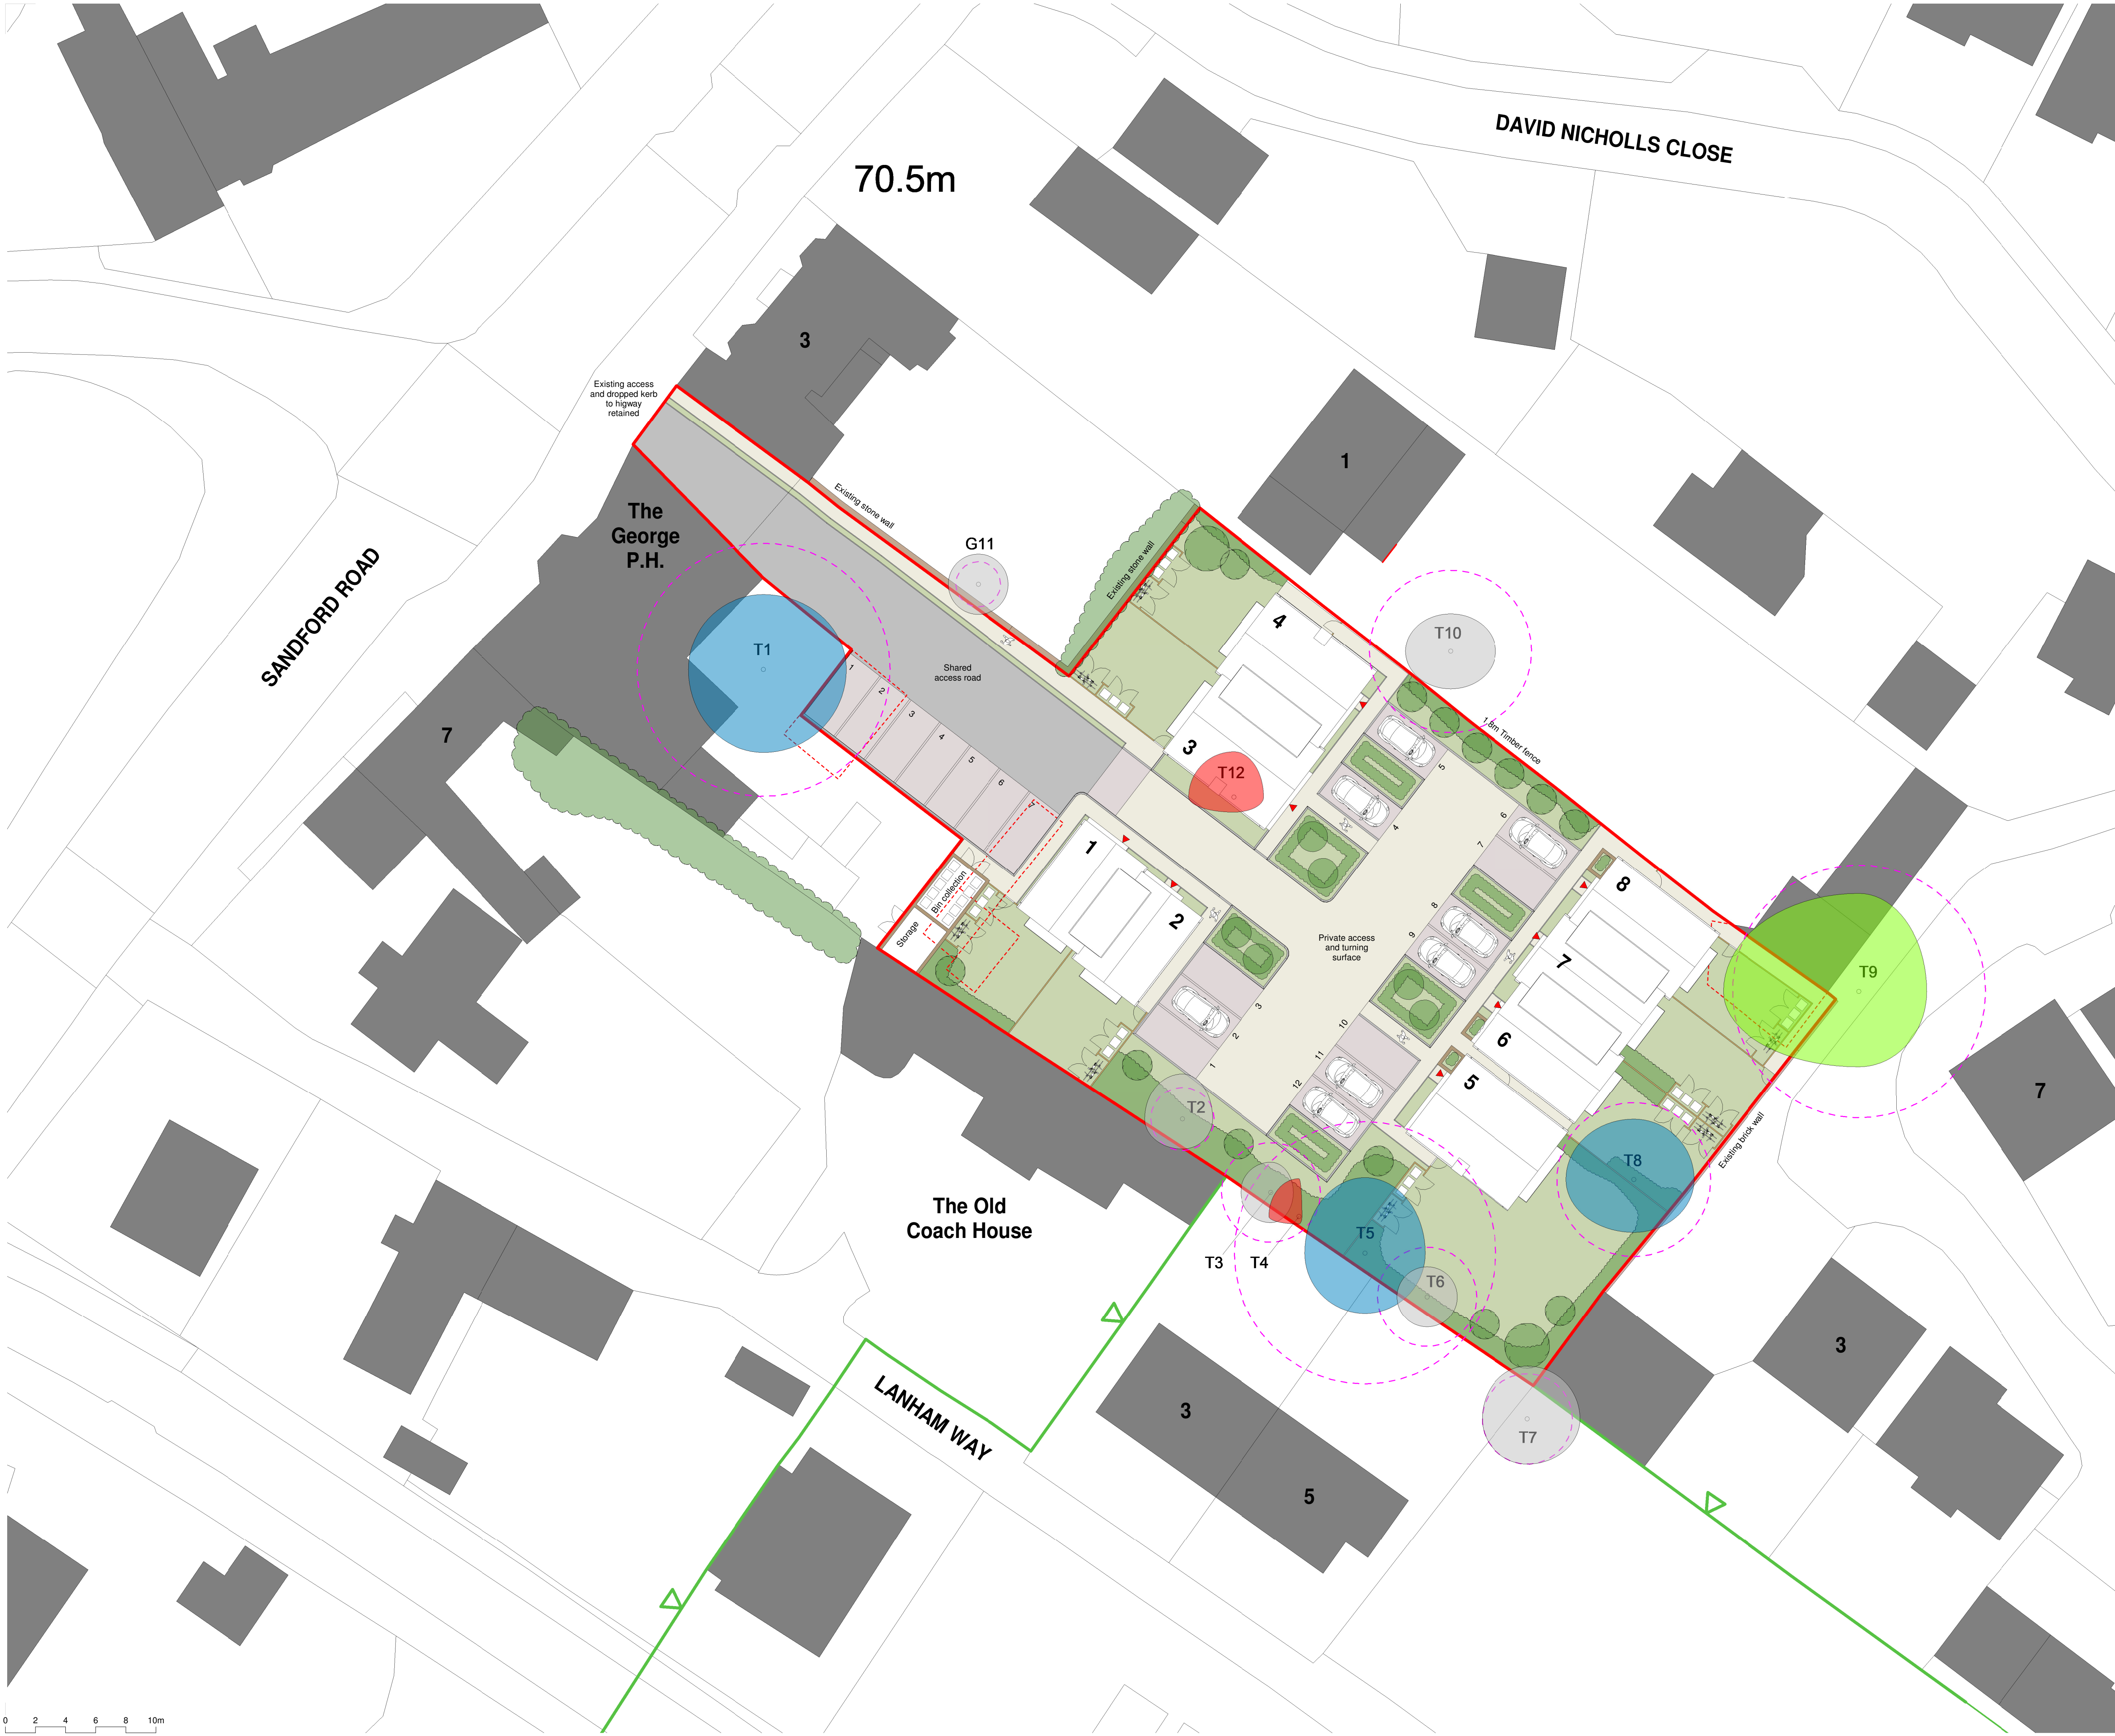 DAVID NICHOLLS CLOSE
70.5m
3
Existing access
and dropped kerb
to higway
retained
1
The
George
P.H.
Existing stone wall
G11
Existing stone wall
SANDFORD ROAD
T1
Shared
access road
4
T10
1
2
3
4
5
6
7
7
3
T12
1.8m Timber fence
5
4
6
7
1
2
8
8
9
7
T9
Bin collection
Storage
Private access
and turning
surface
6
10
11
12
5
3
2
1
7
T2
T8
Existing brick wall
The Old
Coach House
T3
T4
T5
T6
3
LANHAM WAY
3
T7
5
0 2 4 6 8 10m